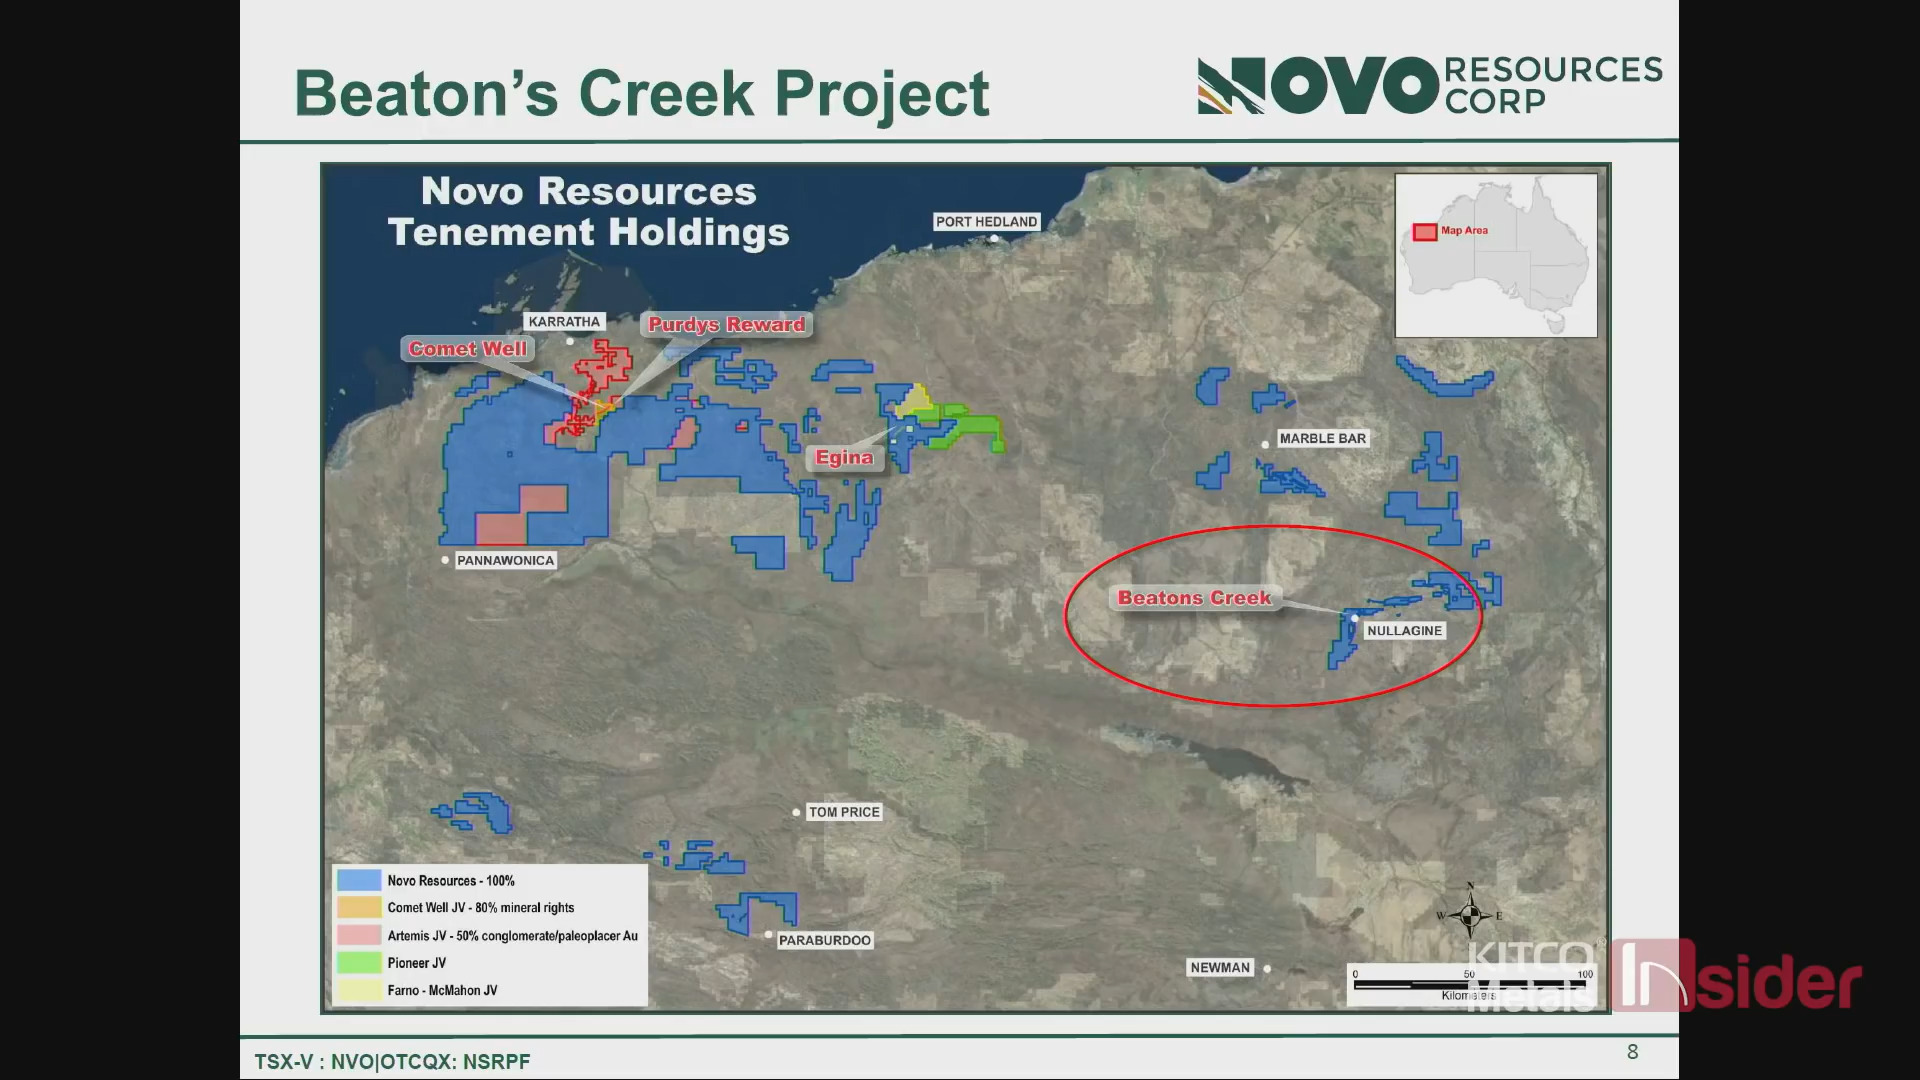 Beaton's Creek Project
NOVO RESOURCES CORP
Novo Resources
Tenement Holdings
PORT HEDLAND
Map Area
KARRATHA
Purdys Reward
Comet Well
MARBLE BAR
Egina
PANNAWONICA
Beatons Creek
NULLAGINE
TOM PRICE
PARABURDOO
NEWMAN
Novo Resources - 100%
Comet Well JV - 80% mineral rights
Artemis JV - 50% conglomerate/paleoplacer Au
Pioneer JV
Farno - McMahon JV
N
W E
0 50 100
Kilometers
KITCO
Metals
Insider
TSX-V : NVO|OTCQX: NSRPF
8